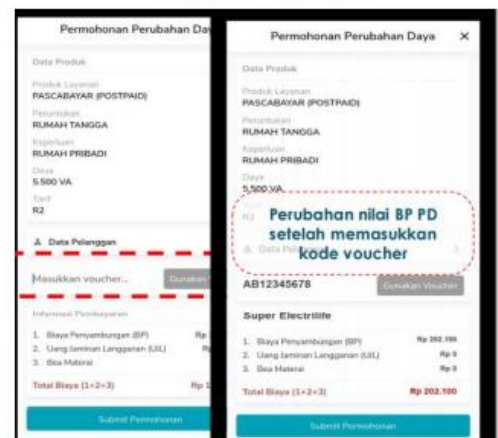 Permohonan Perubahan Day
Data Produk
Produk Layanan
PASCABAYAR (POSTPAID)
Peruntukan
RUMAH TANGGA
Keperluan
RUMAH PRIBADI
Daya
5.500 VA
Tarif
R2
Data Pelanggan
Masukkan voucher...
Gunakan V
Informasi Pembayaran
1. Biaya Penyambungan (BP) Rp
2. Uang Jaminan Langganan (UJL) R
3. Bea Materai
Total Biaya (1+2+3) Rp 1
Submit Permohonan
Permohonan Perubahan Daya X
Data Produk
Produk Layanan
PASCABAYAR (POSTPAID)
Peruntukan
RUMAH TANGGA
Keperluan
RUMAH PRIBADI
Daya
5.500 VA
R2
Perubahan nilai BP PD
setelah memasukkan
kode voucher
AB12345678
Gunakan Voucher
Super Electrilife
1. Biaya Penyambungan (BP) Rp 202.100
2. Uang Jaminan Langganan (UJL) Rp 0
3. Bea Materai Rp 0
Total Biaya (1+2+3) Rp 202.100
Submit Permohonan